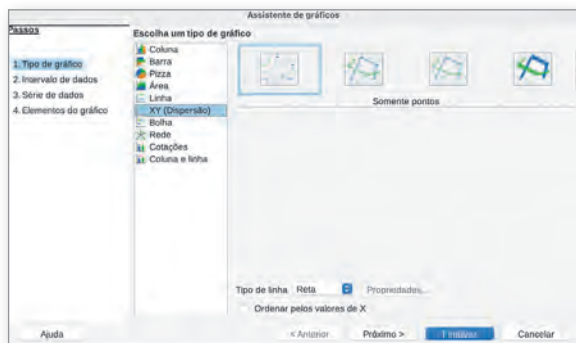 Assistente de gráficos
Passos
1. Tipo de gráfico
2. Intervalo de dados
3. Série de dados
4. Elementos do gráfico
Escolha um tipo de gráfico
Coluna
Barra
Pizza
Área
Linha
XY (Dispersão)
Bolha
Rede
Cotações
Coluna e linha
Somente pontos
Tipo de linha Reta Propriedades...
Ordenar pelos valores de X
Ajuda < Anterior Próximo > Finalizar Cancelar